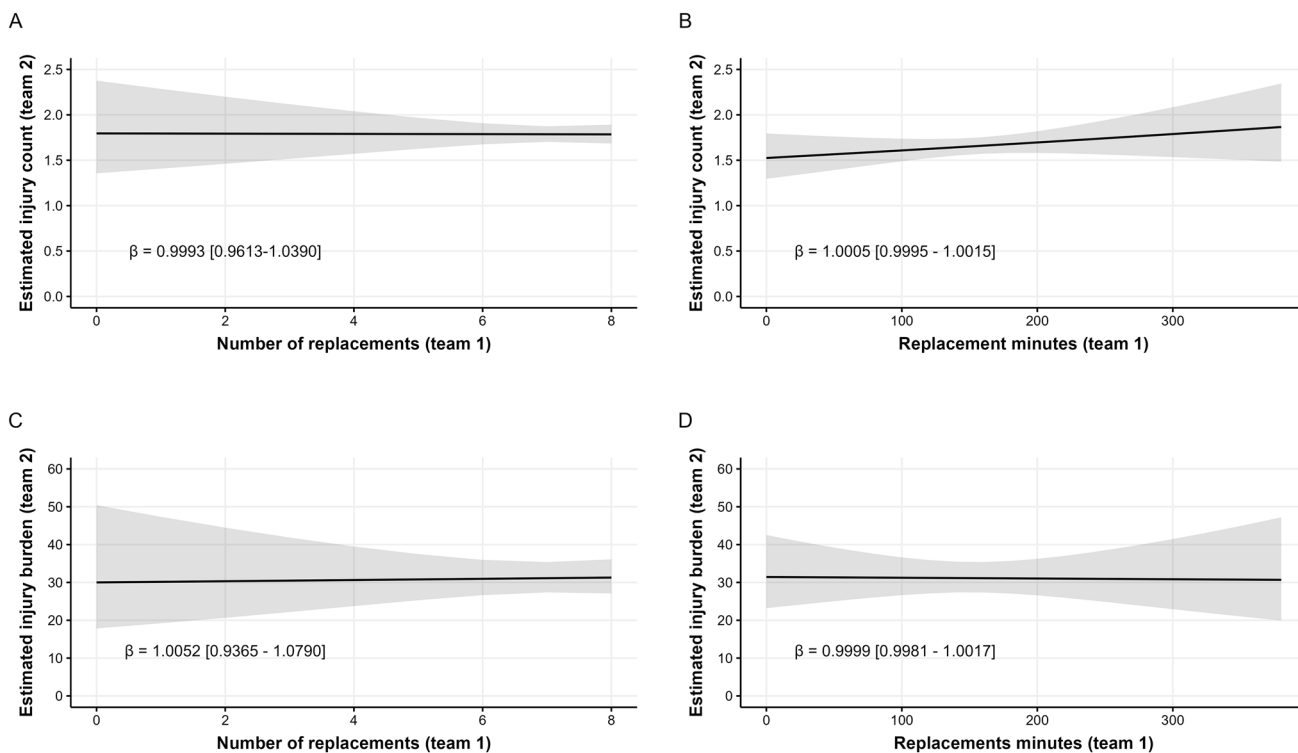 A
Estimated injury count (team 2)
2.5
2.0
1.5
1.0
0.5
0.0
β = 0.9993 [0.9613-1.0390]
0 2 4 6 8
Number of replacements (team 1)
B
Estimated injury count (team 2)
2.5
2.0
1.5
1.0
0.5
0.0
β = 1.0005 [0.9995 - 1.0015]
0 100 200 300
Replacement minutes (team 1)
C
Estimated injury burden (team 2)
60
50
40
30
20
10
0
β = 1.0052 [0.9365 - 1.0790]
0 2 4 6 8
Number of replacements (team 1)
D
Estimated injury burden (team 2)
60
50
40
30
20
10
0
β = 0.9999 [0.9981 - 1.0017]
0 100 200 300
Replacements minutes (team 1)